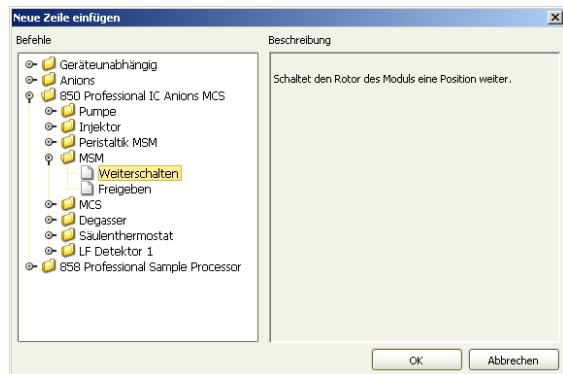 Neue Zeile einfügen
Befehle
Beschreibung
Geräteunabhängig
Anions
850 Professional IC Anions MCS
Pumpe
Injektor
Peristaltik MSM
MSM
Weiterschalten
Freigeben
MCS
Degasser
Säulenthermostat
LF Detektor 1
858 Professional Sample Processor
Schaltet den Rotor des Moduls eine Position weiter.
OK
Abbrechen